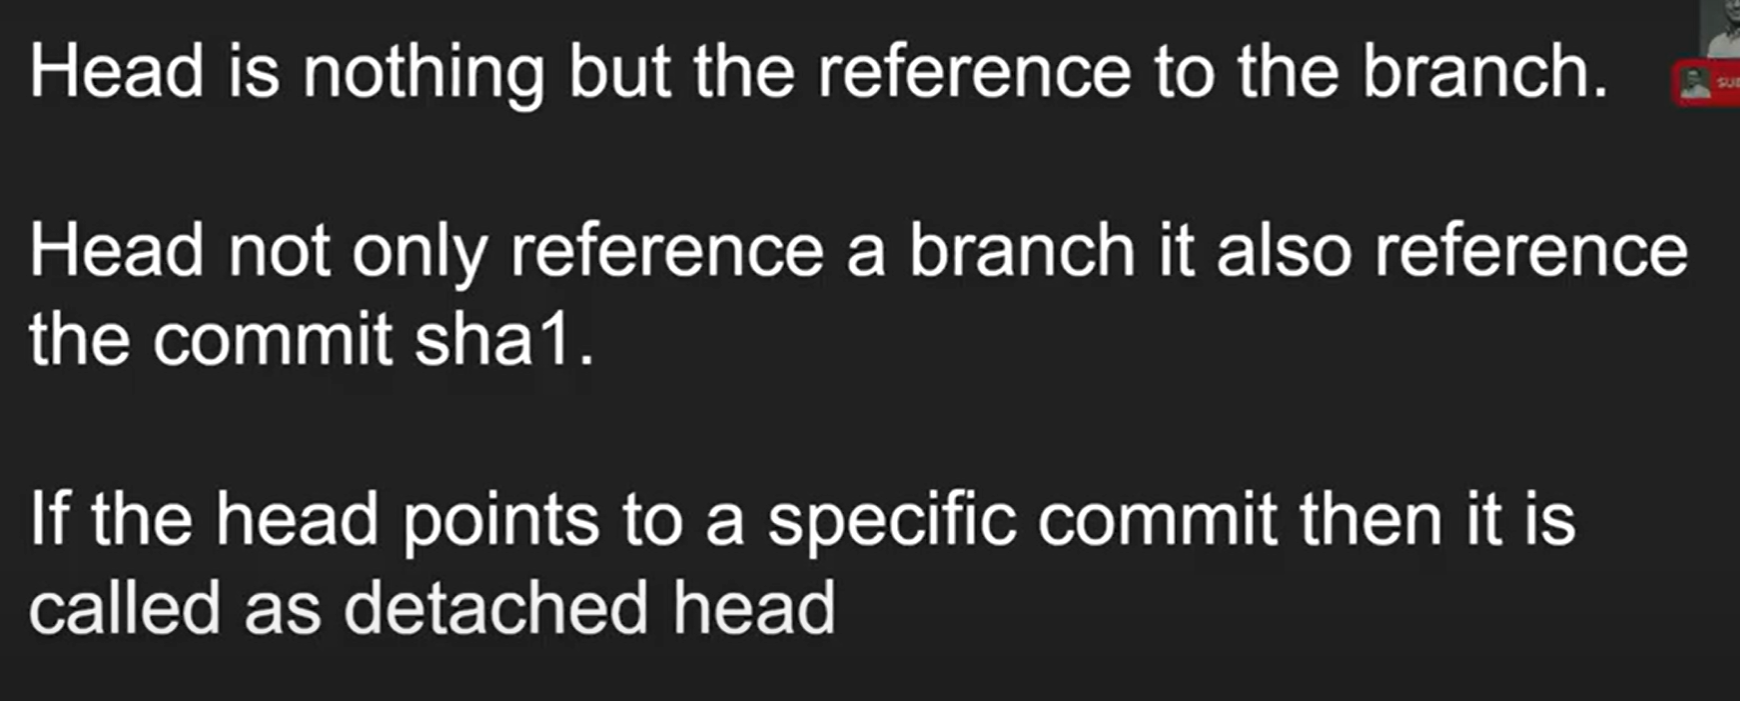 Head is nothing but the reference to the branch.
Head not only reference a branch it also reference
the commit sha1.
If the head points to a specific commit then it is
called as detached head